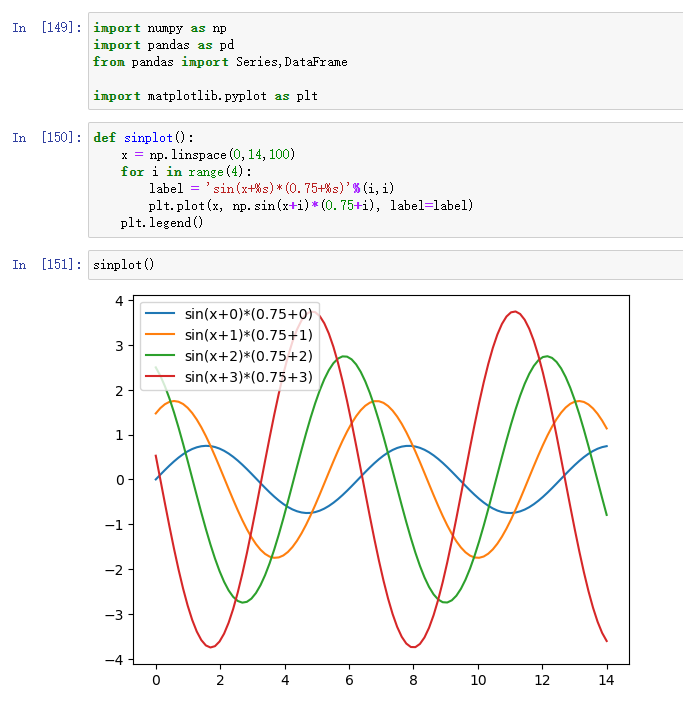 In [149]: import numpy as np
import pandas as pd
from pandas import Series,DataFrame
import matplotlib.pyplot as plt
In [150]: def sinplot():
    x = np.linspace(0,14,100)
    for i in range(4):
        label = 'sin(x+%s)*(0.75+%s)'%(i,i)
        plt.plot(x, np.sin(x+i)*(0.75+i), label=label)
    plt.legend()
In [151]: sinplot()
sin(x+0)*(0.75+0)
sin(x+1)*(0.75+1)
sin(x+2)*(0.75+2)
sin(x+3)*(0.75+3)
4
3
2
1
0
−1
−2
−3
−4
0 2 4 6 8 10 12 14